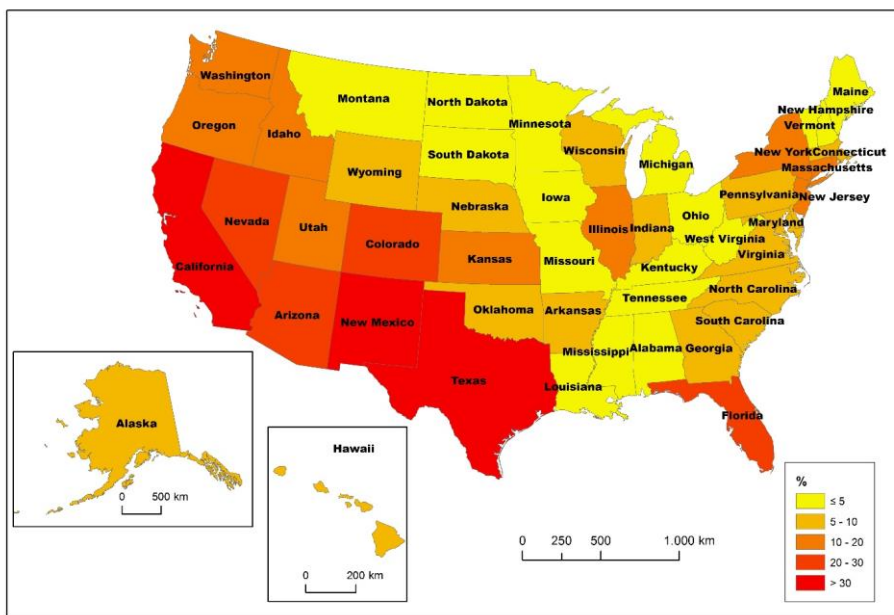 Washington
Maine
Montana
North Dakota
New Hampshire
Minnesota
Vermont
Oregon
Idaho
New York
Connecticut
Wisconsin
South Dakota
Michigan
Massachusetts
Wyoming
Iowa
Pennsylvania
New Jersey
Nebraska
Ohio
Nevada
Utah
Illinois
Indiana
Maryland
Colorado
West Virginia
Kansas
Missouri
Virginia
California
Kentucky
North Carolina
Tennessee
Oklahoma
Arkansas
Arizona
New Mexico
South Carolina
Mississippi
Alabama
Georgia
Texas
Louisiana
Florida
Alaska
0 500 km
Hawaii
0 200 km
0 250 500 1.000 km
%
≤ 5
5 - 10
10 - 20
20 - 30
> 30